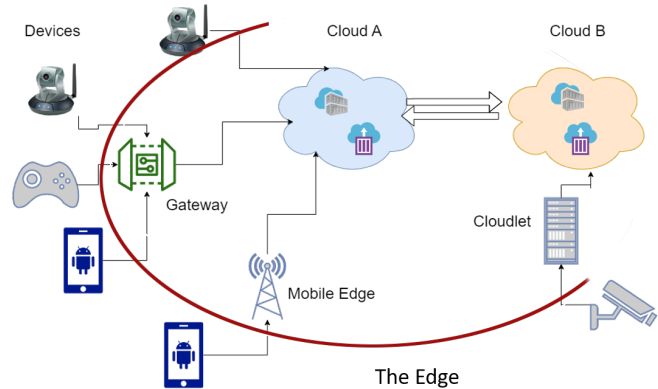 Devices
Cloud A
Cloud B
Gateway
Cloudlet
Mobile Edge
The Edge